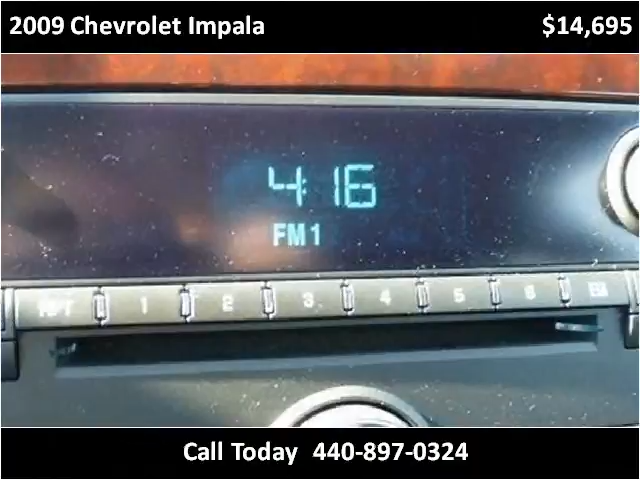 2009 Chevrolet Impala $14,695
4:16
FM1
1 2 3 4 5 6
Call Today 440-897-0324